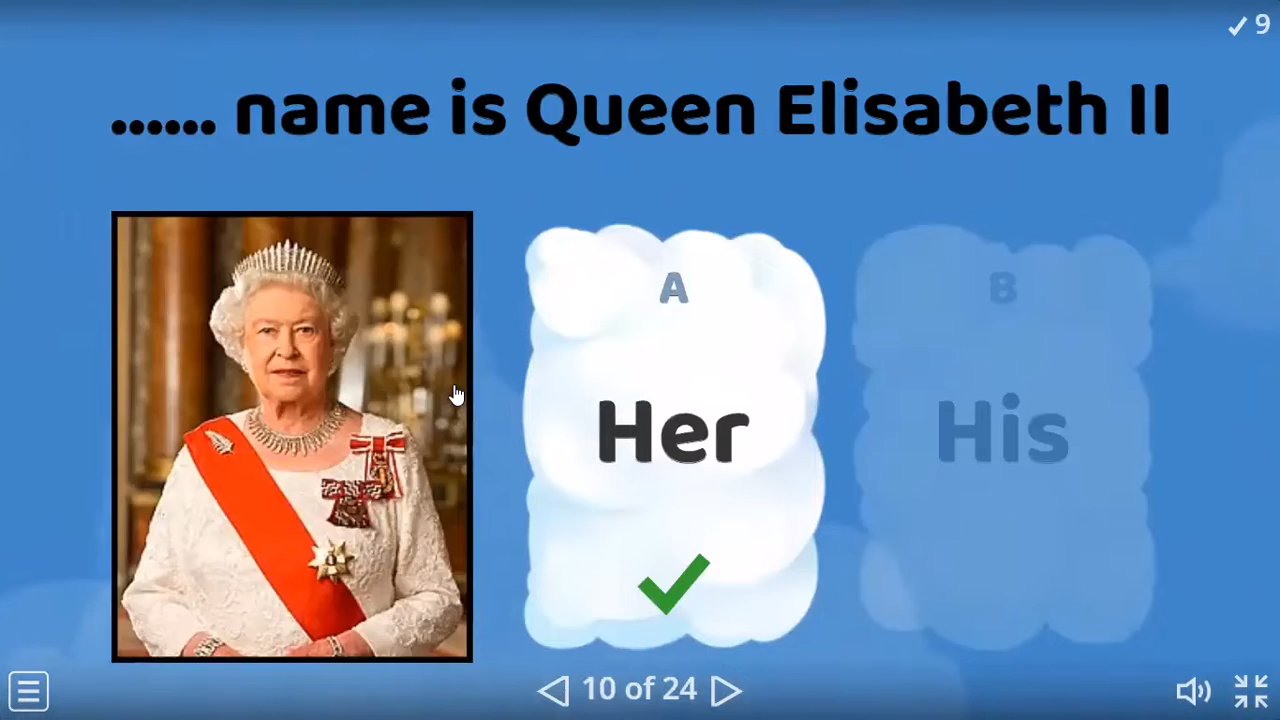 9
...... name is Queen Elisabeth II
A
Her
B
His
10 of 24